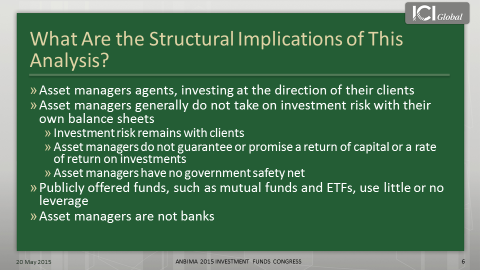 ICI Global
What Are the Structural Implications of This
Analysis?
» Asset managers agents, investing at the direction of their clients
» Asset managers generally do not take on investment risk with their
own balance sheets
» Investment risk remains with clients
» Asset managers do not guarantee or promise a return of capital or a rate
of return on investments
» Asset managers have no government safety net
» Publicly offered funds, such as mutual funds and ETFs, use little or no
leverage
» Asset managers are not banks
20 May 2015 ANBIMA 2015 INVESTMENT FUNDS CONGRESS 6